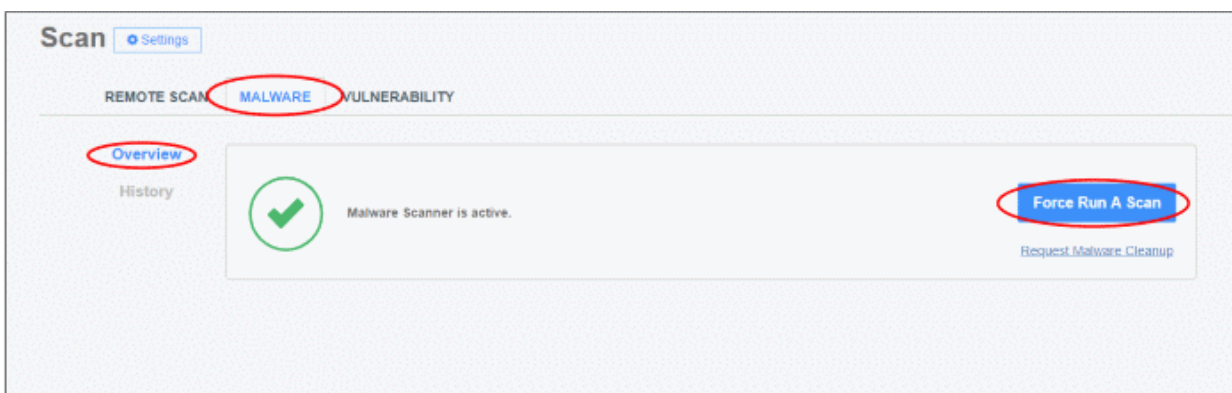 Scan Settings
REMOTE SCAN MALWARE VULNERABILITY
Overview
History
Malware Scanner is active.
Force Run A Scan
Request Malware Cleanup